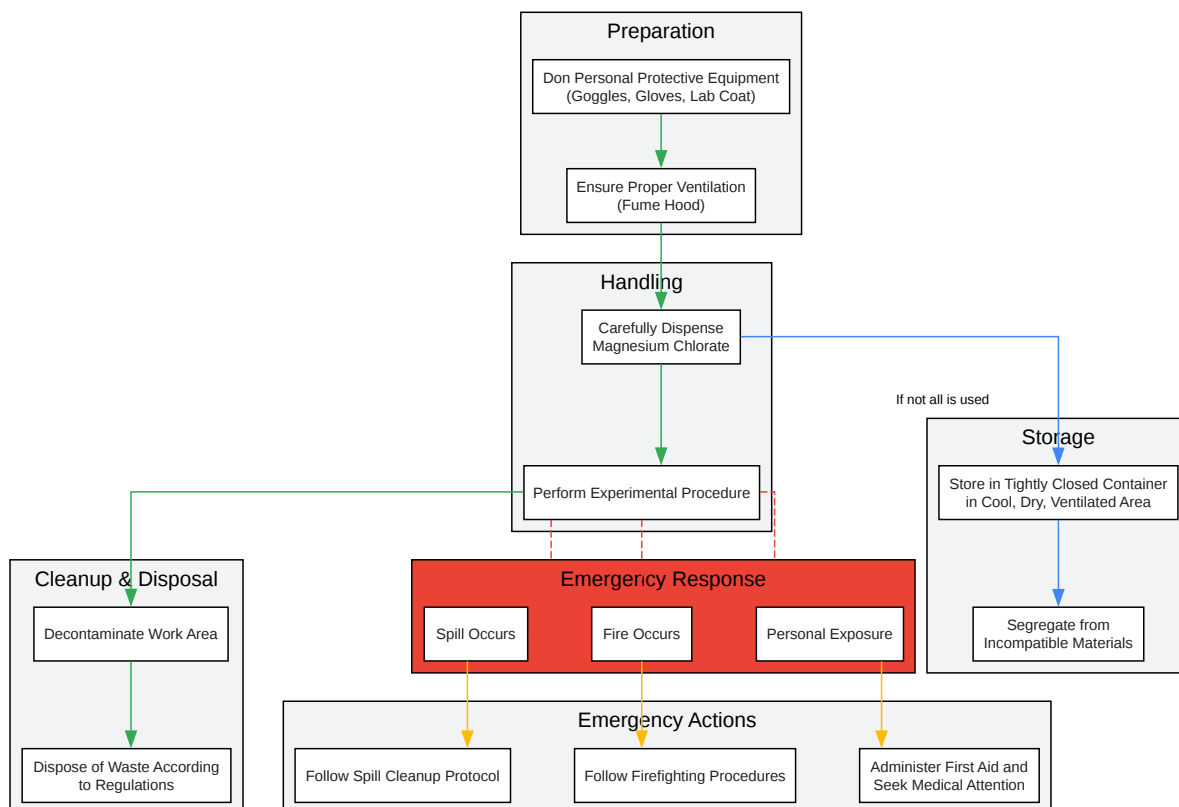 Preparation
Don Personal Protective Equipment
(Goggles, Gloves, Lab Coat)
Ensure Proper Ventilation
(Fume Hood)
Handling
Carefully Dispense
Magnesium Chlorate
If not all is used
Storage
Perform Experimental Procedure
Store in Tightly Closed Container
in Cool, Dry, Ventilated Area
Cleanup & Disposal
Emergency Response
Decontaminate Work Area
Spill Occurs
Fire Occurs
Personal Exposure
Segregate from
Incompatible Materials
Emergency Actions
Dispose of Waste According
to Regulations
Follow Spill Cleanup Protocol
Follow Firefighting Procedures
Administer First Aid and
Seek Medical Attention